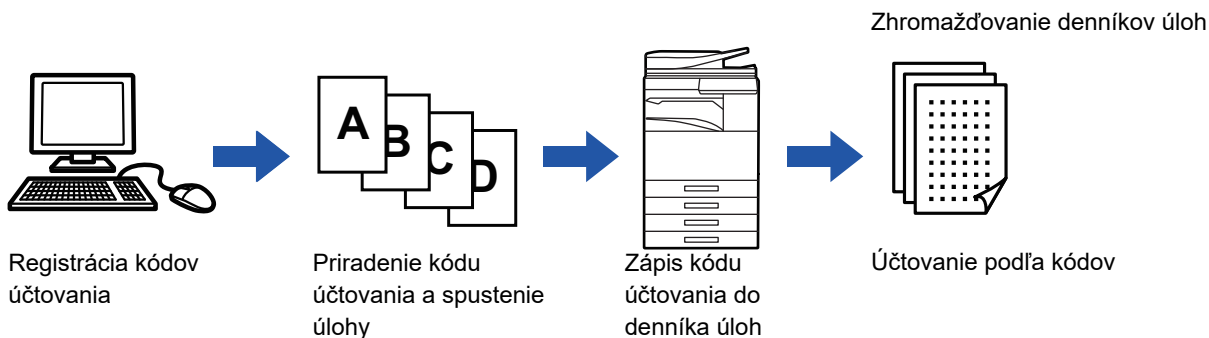 Zhromažďovanie denníkov úloh
A
B
C
D
Registrácia kódov
účtovania
Priradenie kódu
účtovania a spustenie
úlohy
Zápis kódu
účtovania do
denníka úloh
Účtovanie podľa kódov